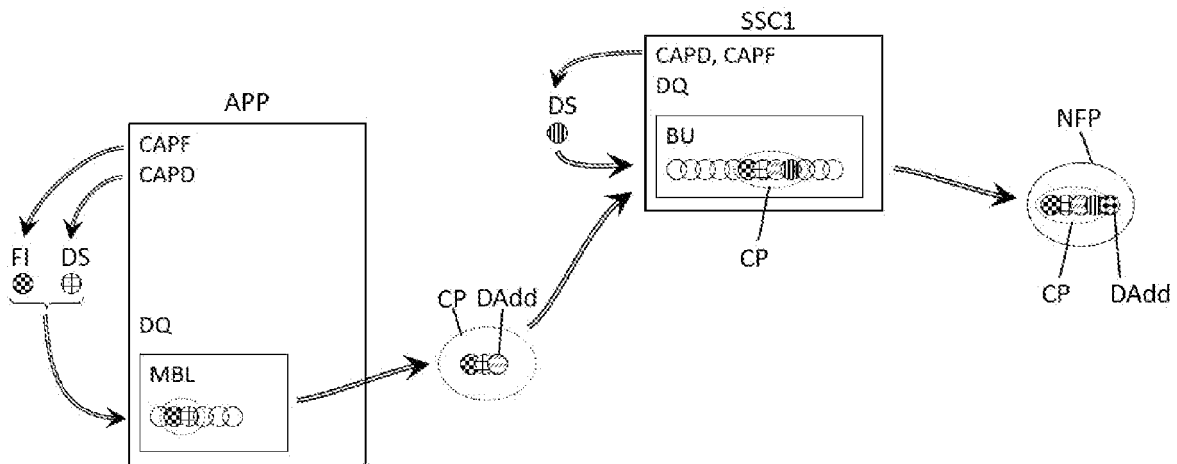 APP
CAPF
CAPD
FI DS
DQ
MBL
CP DAdd
SSC1
CAPD, CAPF
DQ
DS
BU
CP
NFP
CP DAdd